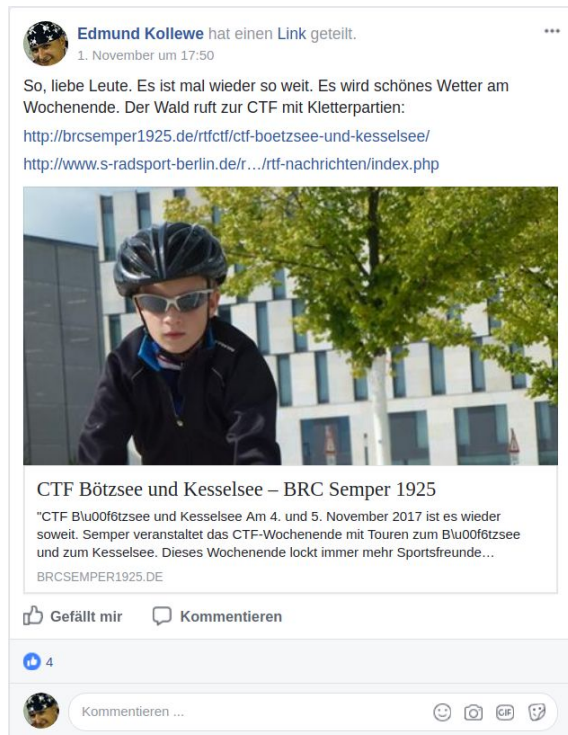 Edmund Kollewe hat einen Link geteilt.
1. November um 17:50
So, liebe Leute. Es ist mal wieder so weit. Es wird schönes Wetter am
Wochenende. Der Wald ruft zur CTF mit Kletterpartien:
http://brcsemper1925.de/rtfctf/ctf-boetzsee-und-kesselsee/
http://www.s-radsport-berlin.de/r…/rtf-nachrichten/index.php
CTF Bötzsee und Kesselsee – BRC Semper 1925
"CTF B\u00f6tzsee und Kesselsee Am 4. und 5. November 2017 ist es wieder
soweit. Semper veranstaltet das CTF-Wochenende mit Touren zum B\u00f6tzsee
und zum Kesselsee. Dieses Wochenende lockt immer mehr Sportsfreunde…
BRCSEMPER1925.DE
Gefällt mir Kommentieren
4
Kommentieren ... GIF